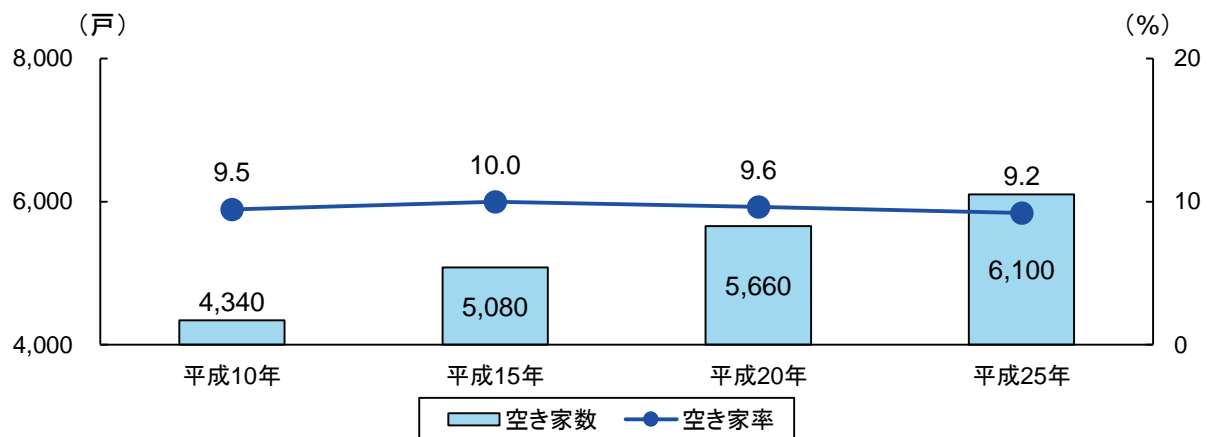 （戸）
（%）
8,000
20
9.5
10.0
9.6
9.2
6,000
10
4,340
5,080
5,660
6,100
4,000
0
平成10年
平成15年
平成20年
平成25年
空き家数
空き家率